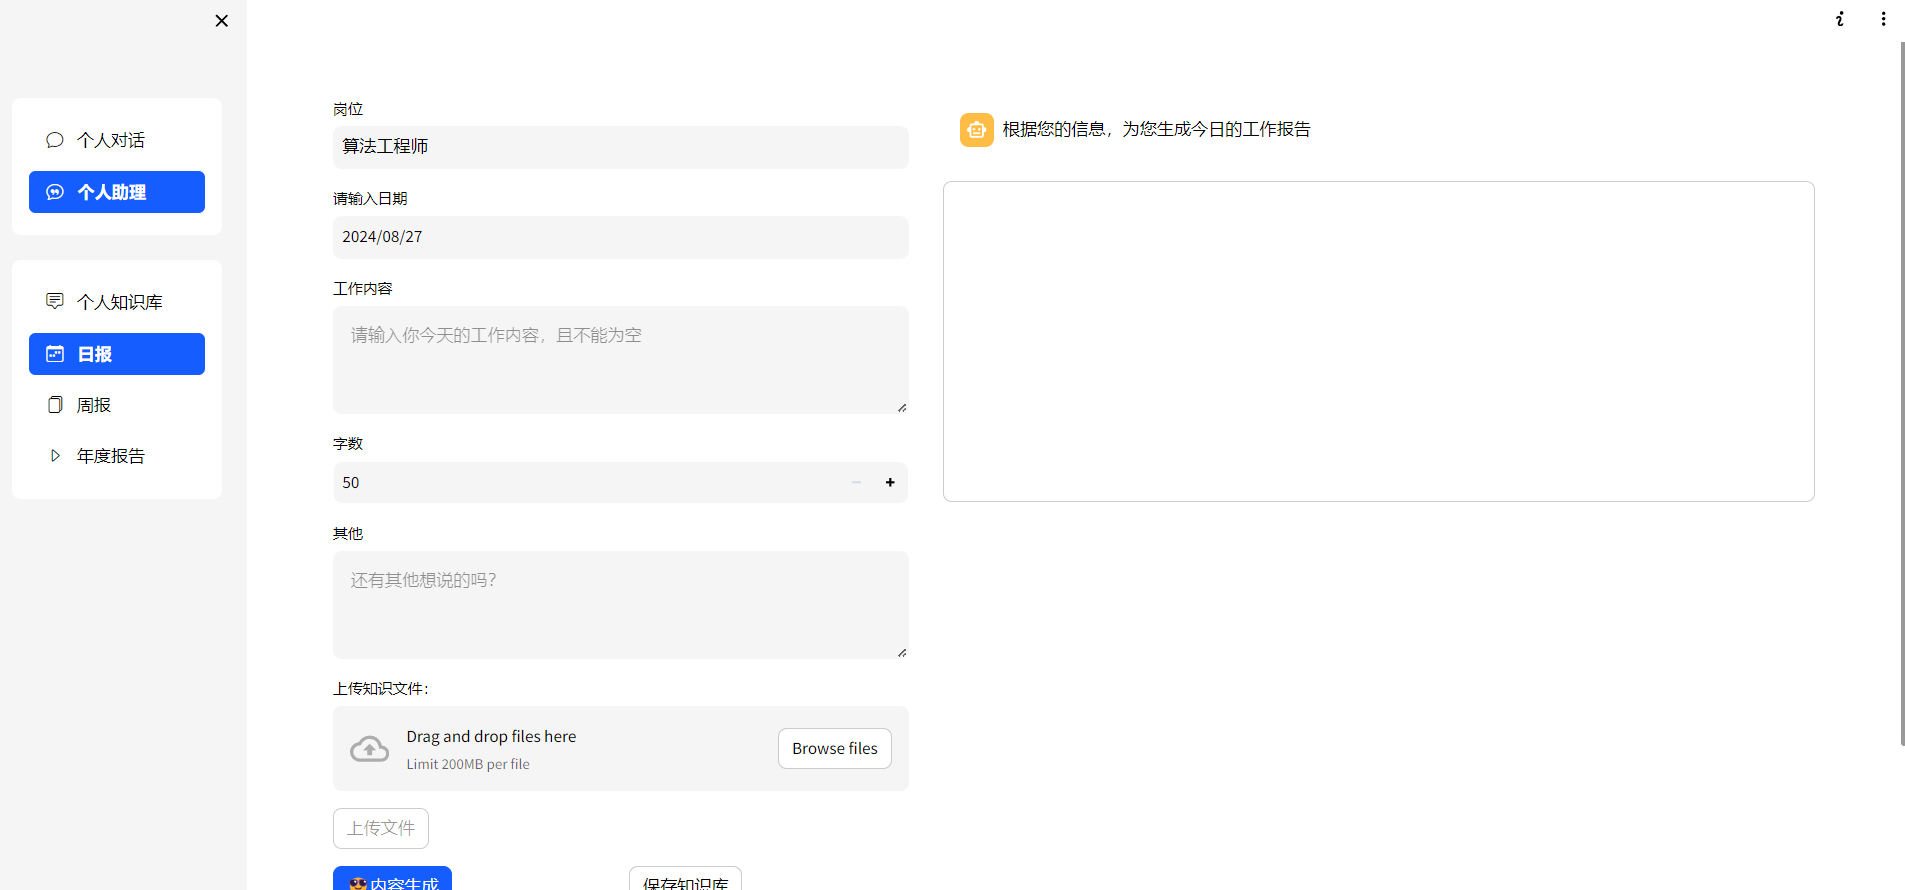 个人对话
个人助理
个人知识库
日报
周报
年度报告
岗位
算法工程师
请输入日期
2024/08/27
工作内容
请输入你今天的工作内容，且不能为空
字数
50
其他
还有其他想说的吗？
上传知识文件：
Drag and drop files here
Limit 200MB per file
Browse files
上传文件
内容生成
保存知识库
根据您的信息，为您生成今日的工作报告